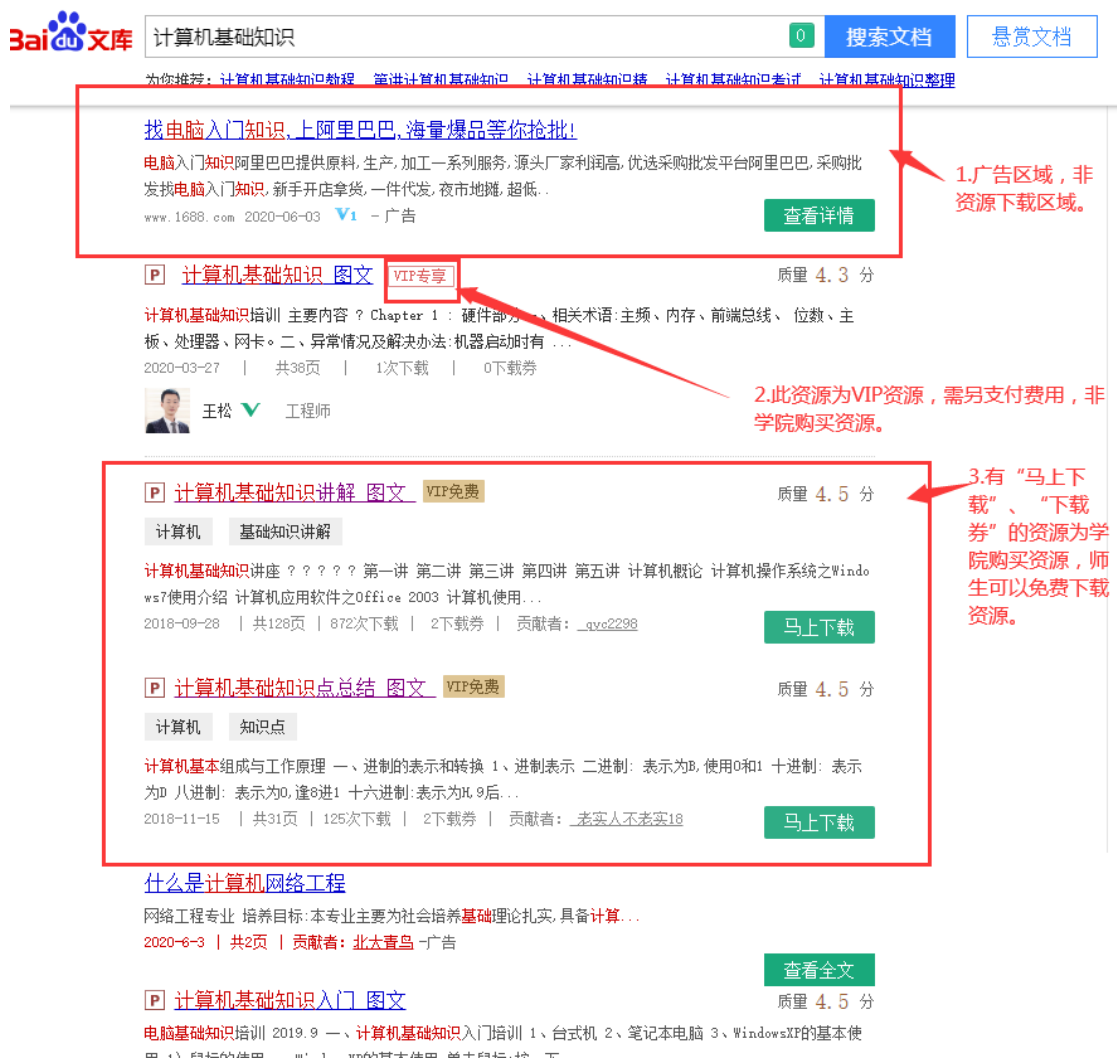 Bai du 文库
计算机基础知识
0
搜索文档
悬赏文档
为您推荐: 计算机基础知识教程 第讲计算机基础知识 计算机基础知识精 计算机基础知识考试 计算机基础知识整理
找电脑入门知识,上阿里巴巴,海量爆品等你抢批!
电脑入门知识阿里巴巴提供原料,生产,加工一系列服务,源头厂家利润高,优选采购批发平台阿里巴巴,采购批
发找电脑入门知识,新手开店拿货,一件代发,夜市地摊,超低..
www.1688.com 2020-06-03 V1 -广告
查看详情
1.广告区域，非
资源下载区域。
P 计算机基础知识 图文 VIP专享
质量 4.3 分
计算机基础知识培训 主要内容 ? Chapter 1 : 硬件部分一、相关术语:主频、内存、前端总线、 位数、主
板、处理器、网卡。二、异常情况及解决办法:机器启动时有 ...
2020-03-27 | 共38页 | 1次下载 | 0下载券
王松 V 工程师
2.此资源为VIP资源，需另支付费用，非
学院购买资源。
P 计算机基础知识讲解 图文 VIP免费
质量 4.5 分
计算机 基础知识讲解
计算机基础知识讲座 ? ? ? ? ? 第一讲 第二讲 第三讲 第四讲 第五讲 计算机概论 计算机操作系统之Windo
ws7使用介绍 计算机应用软件之Office 2003 计算机使用...
2018-09-28 | 共128页 | 872次下载 | 2下载券 | 贡献者: _qvc2298
马上下载
3.有“马上下
载”、“下载
券”的资源为学
院购买资源，师
生可以免费下载
资源。
P 计算机基础知识点总结 图文 VIP免费
质量 4.5 分
计算机 知识点
计算机基本组成与工作原理 一、进制的表示和转换 1、进制表示 二进制: 表示为B,使用0和1 十进制: 表示
为D 八进制: 表示为O,逢8进1 十六进制:表示为H,9后...
2018-11-15 | 共31页 | 125次下载 | 2下载券 | 贡献者: _老实人不老实18
马上下载
什么是计算机网络工程
网络工程专业 培养目标:本专业主要为社会培养基础理论扎实,具备计算...
2020-6-3 | 共2页 | 贡献者: 北大青鸟 -广告
查看全文
P 计算机基础知识入门 图文
质量 4.5 分
电脑基础知识培训 2019.9 一、计算机基础知识入门培训 1、台式机 2、笔记本电脑 3、WindowsXP的基本使